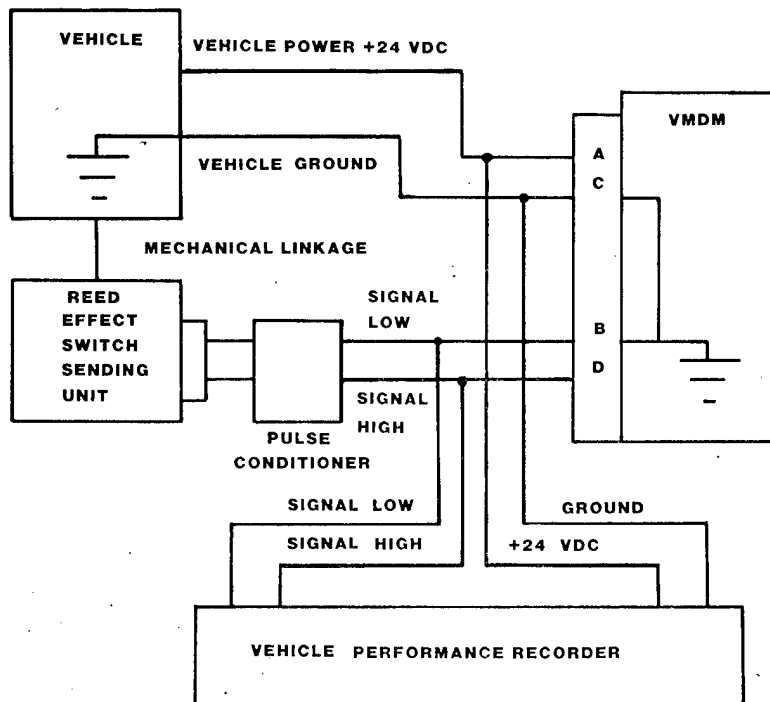 VEHICLE
VEHICLE POWER +24 VDC
VMDM
A
VEHICLE GROUND
C
MECHANICAL LINKAGE
REED
EFFECT
SWITCH
SENDING
UNIT
SIGNAL
LOW
B
D
SIGNAL
HIGH
PULSE
CONDITIONER
SIGNAL LOW
GROUND
SIGNAL HIGH
+24 VDC
VEHICLE PERFORMANCE RECORDER